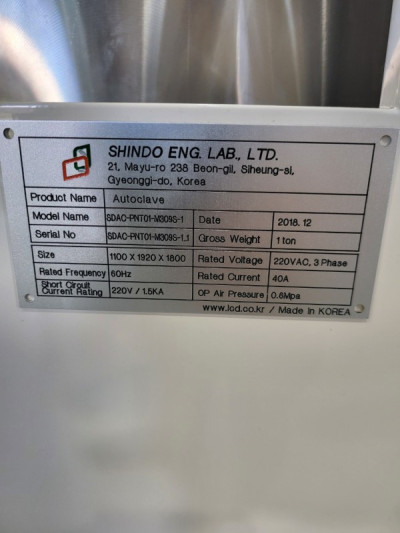 SHINDO ENG. LAB., LTD.
21, Mayu-ro 238 Beon-gil, Siheung-si,
Gyeonggi-do, Korea
Product Name Autoclave
Model Name SDAC-PNT01-M309S-1 Date 2018. 12
Serial No SDAC-PNT01-M309S-1.1 Gross Weight 1 ton
Size 1100 X 1920 X 1800 Rated Voltage 220VAC, 3 Phase
Rated Frequency 60Hz Rated Current 40A
Short Circuit
Current Rating 220V / 1.5KA OP Air Pressure 0.6Mpa
www.lcd.co.kr / Made In KOREA